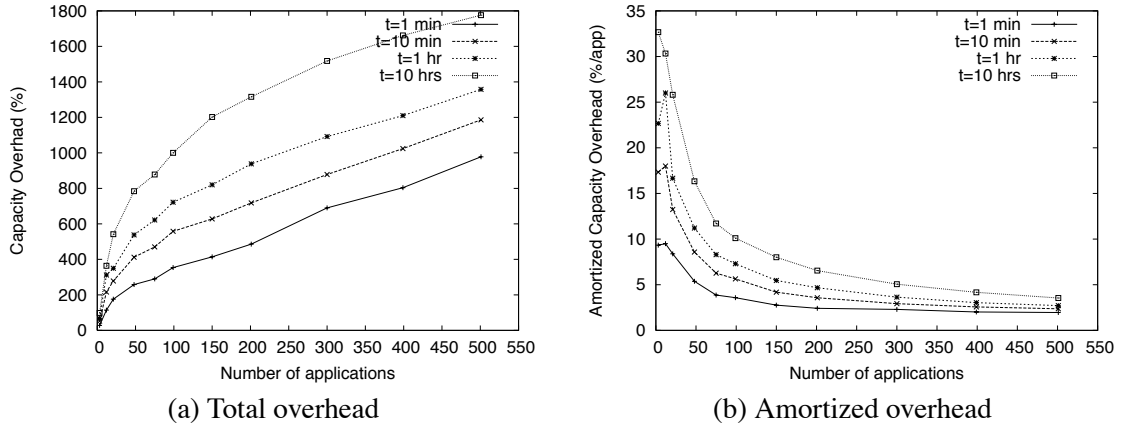 1800
1600
1400
1200
1000
800
600
400
200
0
Capacity Overhad (%)
t=1 min
t=10 min
t=1 hr
t=10 hrs
0 50 100 150 200 250 300 350 400 450 500 550
Number of applications
(a) Total overhead
35
30
25
20
15
10
5
0
Amortized Capacity Overhead (%/app)
t=1 min
t=10 min
t=1 hr
t=10 hrs
0 50 100 150 200 250 300 350 400 450 500 550
Number of applications
(b) Amortized overhead